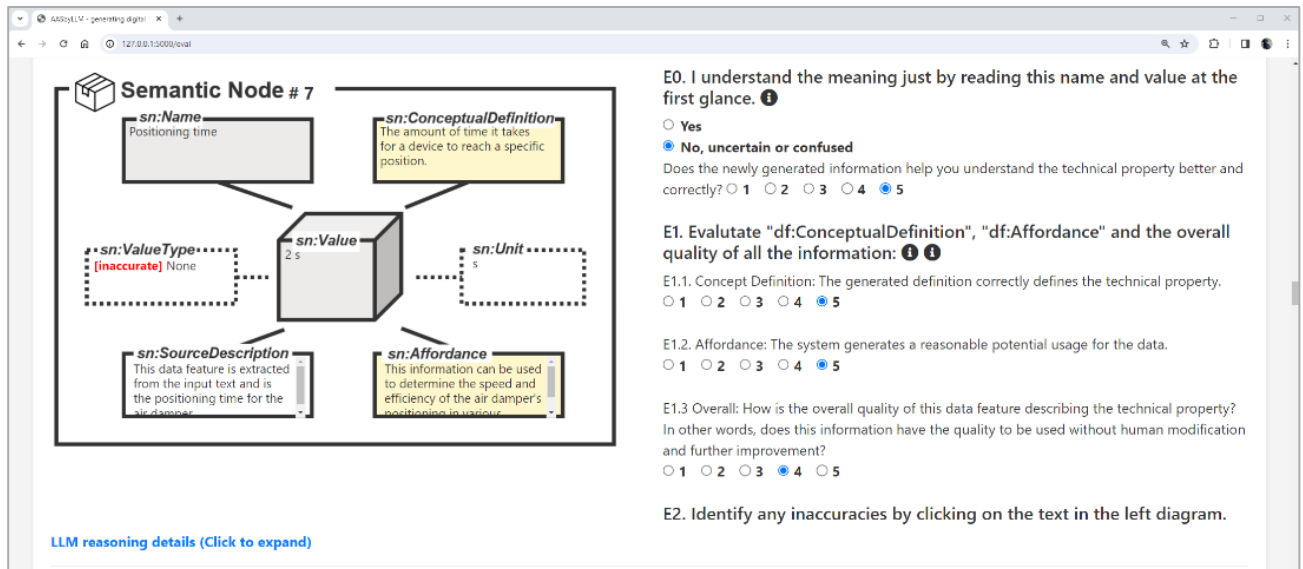 AASbyLLM - generating digital
127.0.0.1:5000/eval
Semantic Node # 7
sn:Name
Positioning time
sn:ConceptualDefinition
The amount of time it takes
for a device to reach a specific
position.
sn:ValueType
[inaccurate] None
sn:Value
2 s
sn:Unit
s
sn:SourceDescription
This data feature is extracted
from the input text and is
the positioning time for the
air damper
sn:Affordance
This information can be used
to determine the speed and
efficiency of the air damper's
positioning in various
LLM reasoning details (Click to expand)
E0. I understand the meaning just by reading this name and value at the
first glance.
Yes
No, uncertain or confused
Does the newly generated information help you understand the technical property better and
correctly? 1 2 3 4 5
E1. Evalutate "df:ConceptualDefinition", "df:Affordance" and the overall
quality of all the information:
E1.1. Concept Definition: The generated definition correctly defines the technical property.
1 2 3 4 5
E1.2. Affordance: The system generates a reasonable potential usage for the data.
1 2 3 4 5
E1.3 Overall: How is the overall quality of this data feature describing the technical property?
In other words, does this information have the quality to be used without human modification
and further improvement?
1 2 3 4 5
E2. Identify any inaccuracies by clicking on the text in the left diagram.